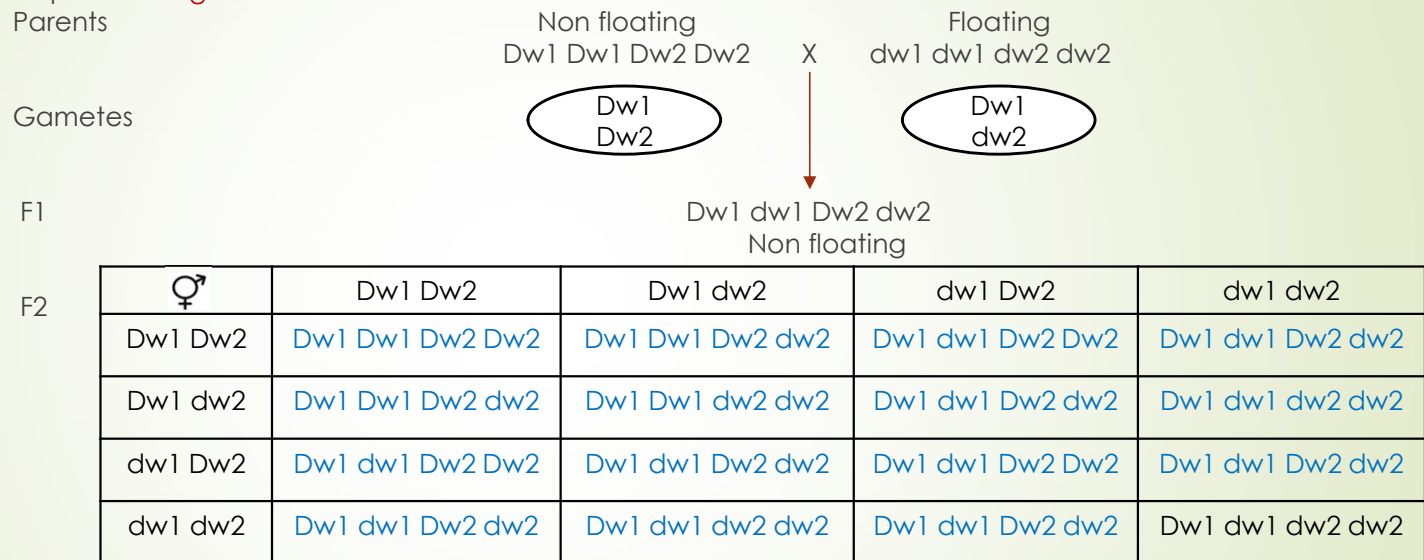 Parents
Non floating Floating
Dw1 Dw1 Dw2 Dw2 X dw1 dw1 dw2 dw2
Gametes
Dw1 Dw1
Dw2 dw2
F1
Dw1 dw1 Dw2 dw2
Non floating
F2
⚥ Dw1 Dw2 Dw1 dw2 dw1 Dw2 dw1 dw2
Dw1 Dw2 Dw1 Dw1 Dw2 Dw2 Dw1 Dw1 Dw2 dw2 Dw1 dw1 Dw2 Dw2 Dw1 dw1 Dw2 dw2
Dw1 dw2 Dw1 Dw1 Dw2 dw2 Dw1 Dw1 dw2 dw2 Dw1 dw1 Dw2 dw2 Dw1 dw1 dw2 dw2
dw1 Dw2 Dw1 dw1 Dw2 Dw2 Dw1 dw1 Dw2 dw2 Dw1 dw1 Dw2 Dw2 Dw1 dw1 Dw2 dw2
dw1 dw2 Dw1 dw1 Dw2 dw2 Dw1 dw1 dw2 dw2 Dw1 dw1 Dw2 dw2 Dw1 dw1 dw2 dw2